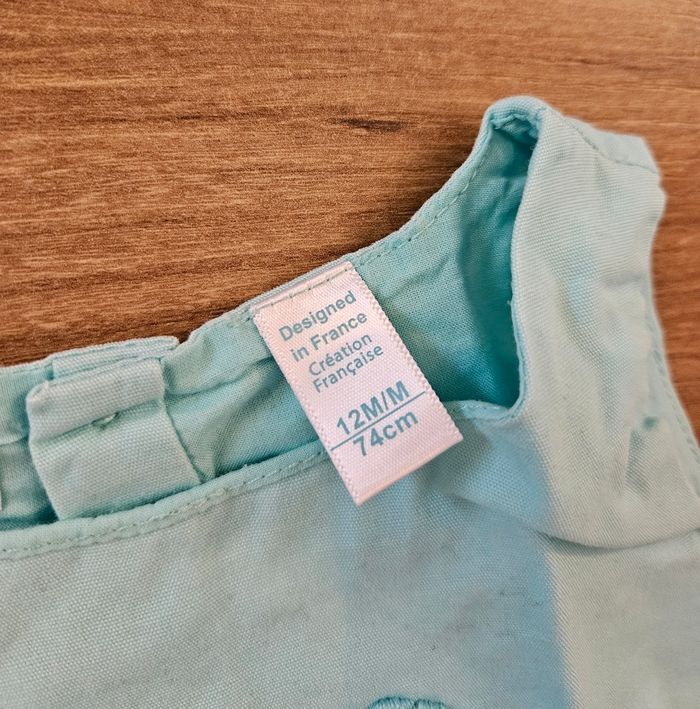 Designed
in France
Création
Française
12M/M
74cm